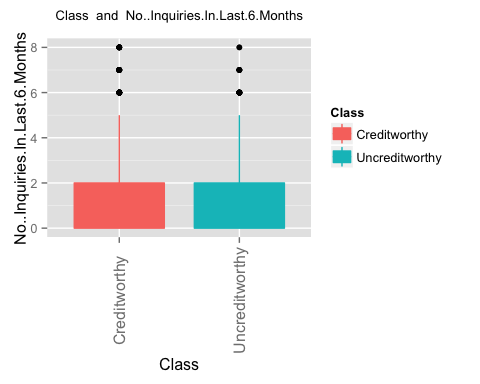 Class and No..Inquiries.In.Last.6.Months
No..Inquiries.In.Last.6.Months
8
6
4
2
0
Creditworthy
Uncreditworthy
Class
Class
Creditworthy
Uncreditworthy